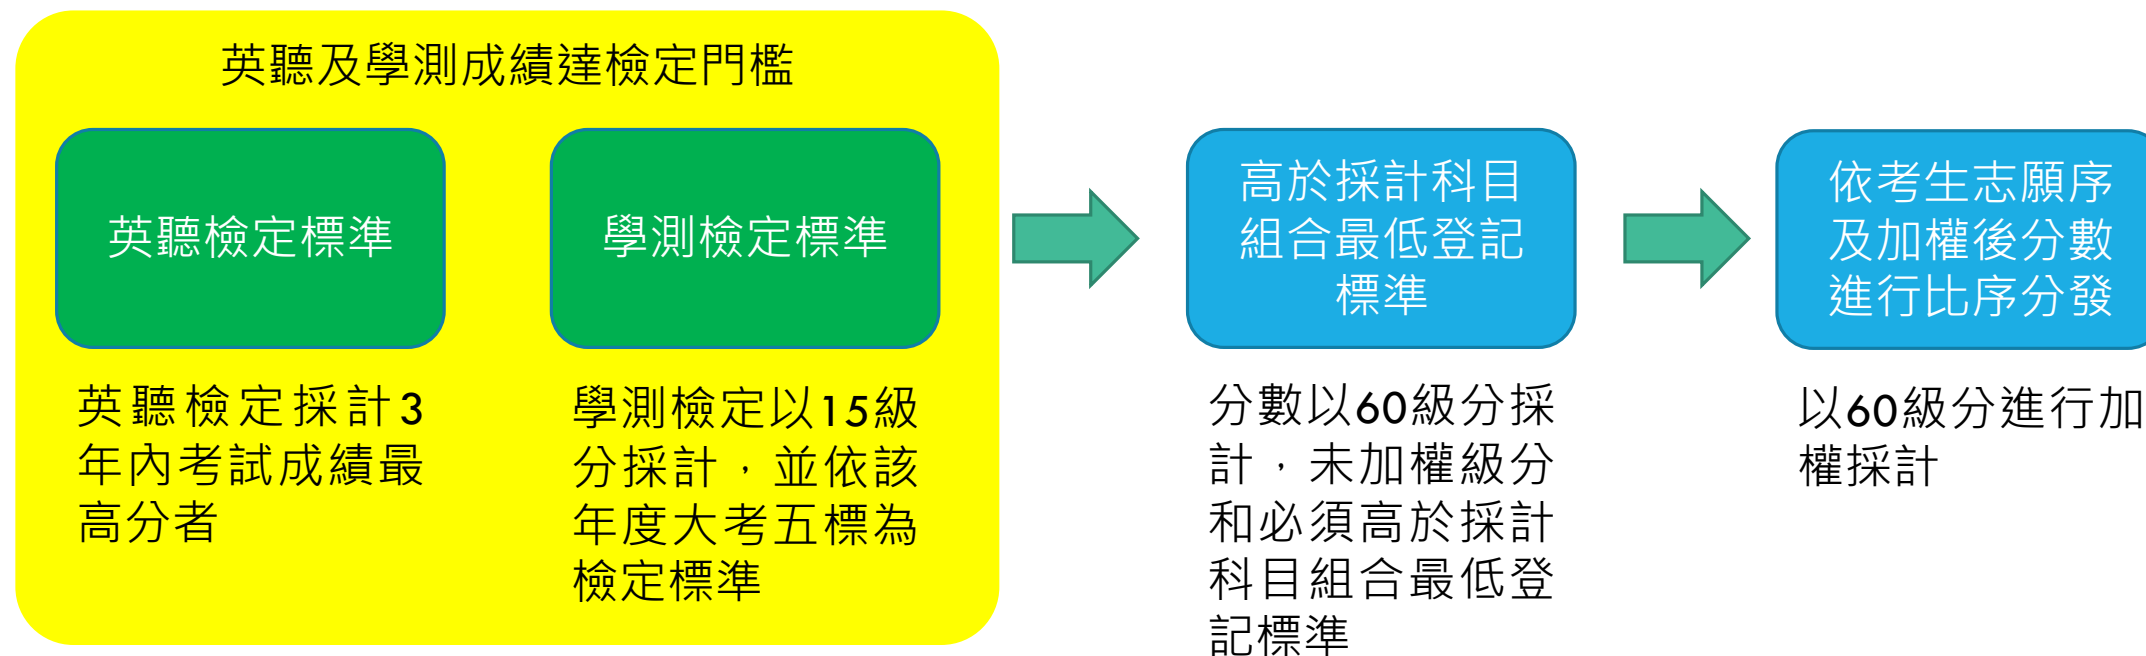 英聽及學測成績達檢定門檻
英聽檢定標準
英聽檢定採計3
年內考試成績最
高分者
學測檢定標準
學測檢定以15級
分採計，並依該
年度大考五標為
檢定標準
高於採計科目
組合最低登記
標準
分數以60級分採
計，未加權級分
和必須高於採計
科目組合最低登
記標準
依考生志願序
及加權後分數
進行比序分發
以60級分進行加
權採計